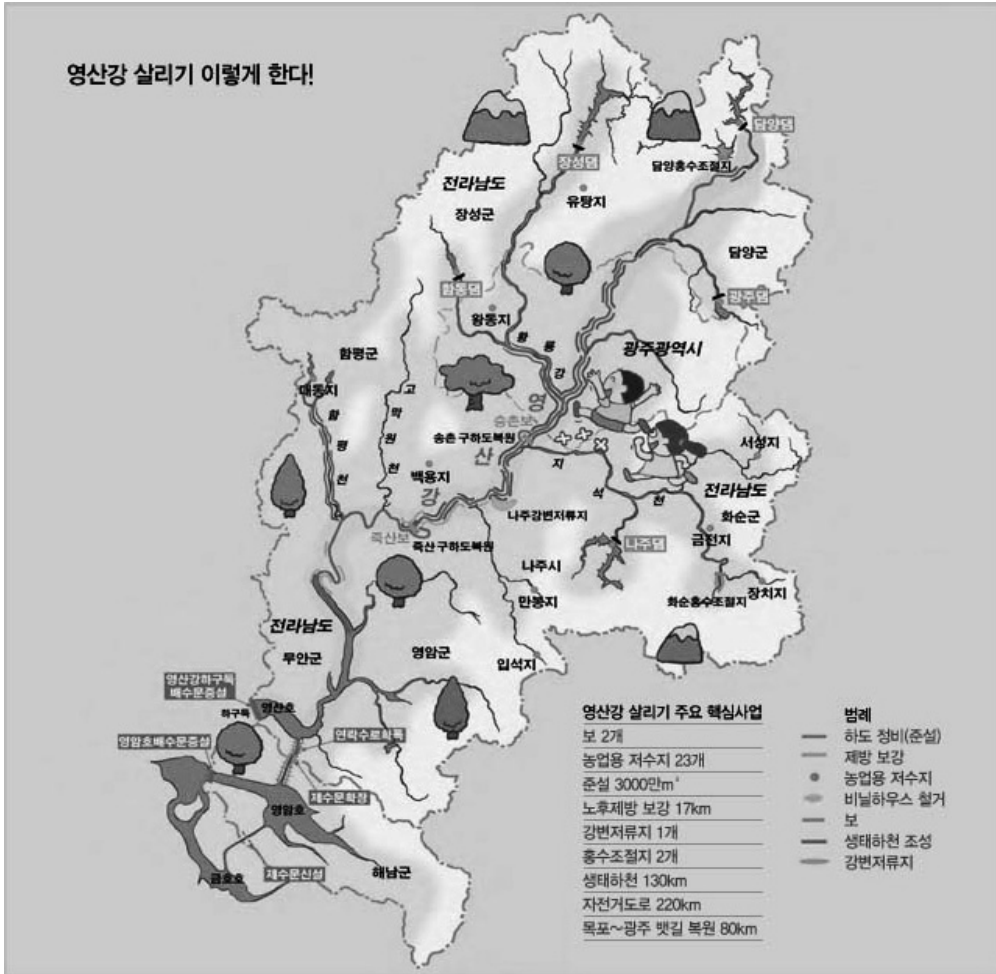 영산강 살리기 이렇게 한다!
담양댐
장성댐
담양홍수조절지
전라남도
장성군
유탕지
담양군
함동댐
광주댐
왕동지
황룡강
광주광역시
함평군
대동지
고막원천
함평천
영산강
승촌보
송촌 구하도복원
서성지
백용지
지석천
전라남도
화순군
나주강변저류지
금전지
죽산보
죽산 구하도복원
나주댐
나주시
만봉지
화순홍수조절지
장치지
전라남도
무안군
영암군
입석지
영산강하구둑
배수문증설
영산호
하구둑
영암호배수문증설
연락수로확폭
제수문확장
영암호
금호호
제수문신설
해남군
영산강 살리기 주요 핵심사업
보 2개
농업용 저수지 23개
준설 3000만㎥
노후제방 보강 17km
강변저류지 1개
홍수조절지 2개
생태하천 130km
자전거도로 220km
목포~광주 뱃길 복원 80km
범례
하도 정비(준설)
제방 보강
농업용 저수지
비닐하우스 철거
보
생태하천 조성
강변저류지